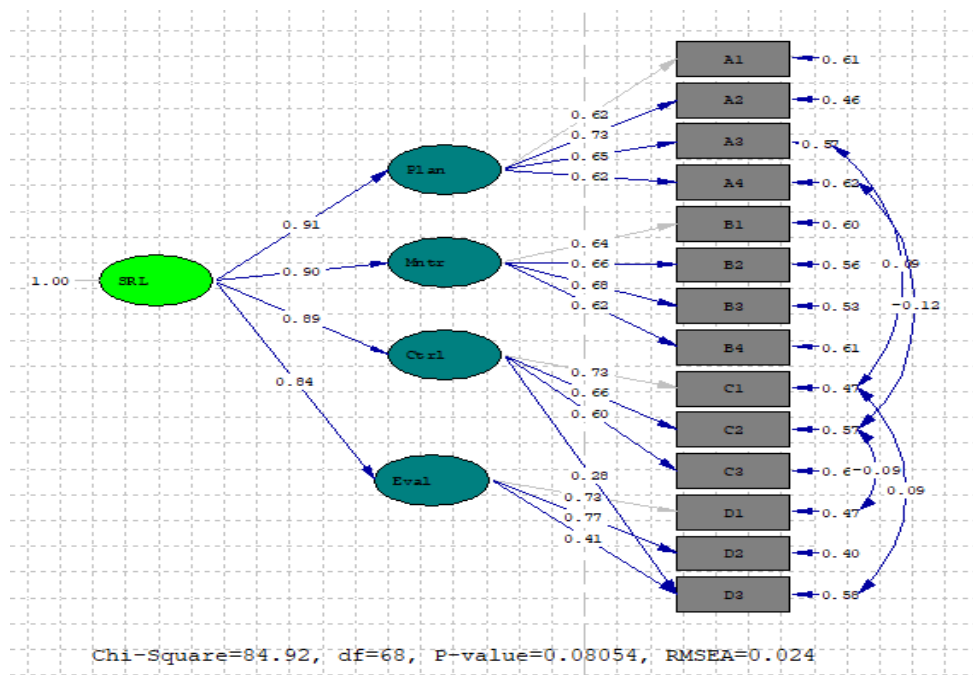 A1 0.61
A2 0.46
0.62
0.73
A3 0.57
0.65
Plan 0.62 A4 0.62
0.91 B1 0.60
0.64
Mntr 0.66 B2 0.56 0.09
0.90
1.00 SRL 0.68
0.62 B3 0.53 -0.12
0.89
B4 0.61
Ctrl 0.73
0.84 0.66 C1 0.47
0.60
C2 0.57
C3 0.6 -0.09
0.28
Eval 0.09
0.73 D1 0.47
0.77
0.41
D2 0.40
D3 0.58
Chi-Square=84.92, df=68, P-value=0.08054, RMSEA=0.024